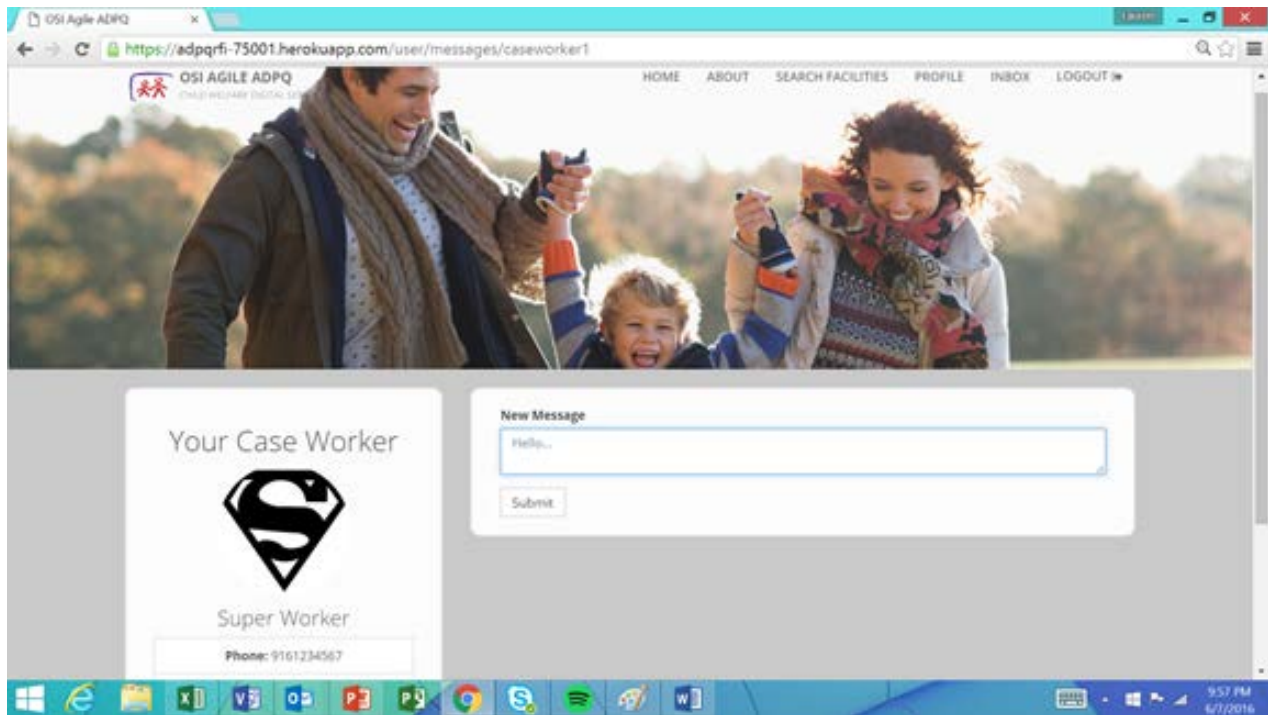 OSI Agile ADPQ
https://adpqrfi-75001.herokuapp.com/user/messages/caseworker1
OSI AGILE ADPQ
HOME ABOUT SEARCH FACILITIES PROFILE INBOX LOGOUT
Your Case Worker
S
Super Worker
Phone: 9161234567
New Message
Hello...
Submit
9:57 PM
6/7/2016